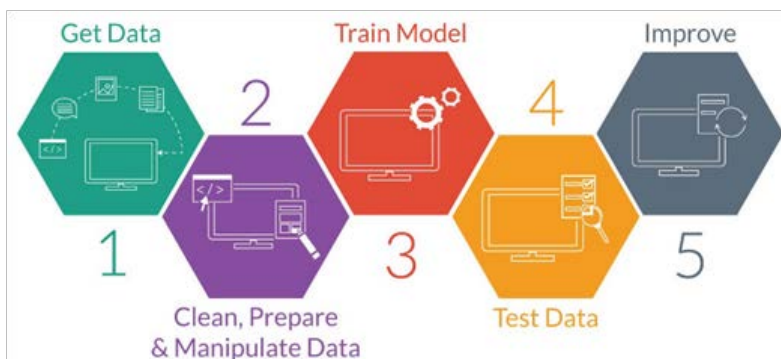 Get Data
1
2
Clean, Prepare
& Manipulate Data
</>
Train Model
3
4
Test Data
Improve
5